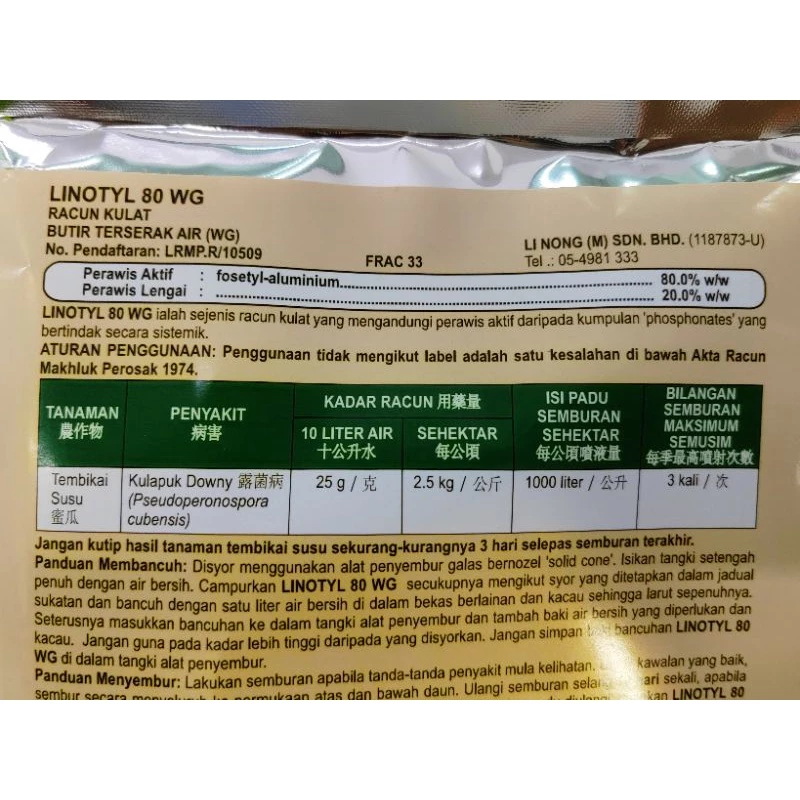 LINOTYL 80 WG
RACUN KULAT
BUTIR TERSERAK AIR (WG)
No. Pendaftaran: LRMP.R/10509
FRAC 33
LI NONG (M) SDN. BHD. (1187873-U)
Tel .: 05-4981 333
Perawis Aktif : fosetyl-aluminium........ 80.0% w/w
Perawis Lengai : ........ 20.0% w/w
LINOTYL 80 WG ialah sejenis racun kulat yang mengandungi perawis aktif daripada kumpulan 'phosphonates' yang
bertindak secara sistemik.
ATURAN PENGGUNAAN: Penggunaan tidak mengikut label adalah satu kesalahan di bawah Akta Racun
Makhluk Perosak 1974.
TANAMAN
農作物
PENYAKIT
病害
KADAR RACUN 用藥量
10 LITER AIR
十公升水
SEHEKTAR
每公頃
ISI PADU
SEMBURAN
SEHEKTAR
每公頃噴液量
BILANGAN
SEMBURAN
MAKSIMUM
SEMUSIM
每季最高噴射次數
Tembikai
Susu
蜜瓜
Kulapuk Downy 露菌病
(Pseudoperonospora
cubensis)
25 g / 克
2.5 kg / 公斤
1000 liter / 公升
3 kali / 次
Jangan kutip hasil tanaman tembikai susu sekurang-kurangnya 3 hari selepas semburan terakhir.
Panduan Membancuh: Disyor menggunakan alat penyembur galas bernozel 'solid cone'. Isikan tangki setengah
penuh dengan air bersih. Campurkan LINOTYL 80 WG secukupnya mengikut syor yang ditetapkan dalam jadual
sukatan dan bancuh dengan satu liter air bersih di dalam bekas berlainan dan kacau sehingga larut sepenuhnya.
Seterusnya masukkan bancuhan ke dalam tangki alat penyembur dan tambah baki air bersih yang diperlukan dan
kacau. Jangan guna pada kadar lebih tinggi daripada yang disyorkan. Jangan simpan baki bancuhan LINOTYL 80
WG di dalam tangki alat penyembur.
Panduan Menyembur: Lakukan semburan apabila tanda-tanda penyakit mula kelihatan. kawalan yang baik,
sembur secara menyeluruh ke permukaan atas dan bawah daun. Ulangi semburan sekali, apabila
LINOTYL 80